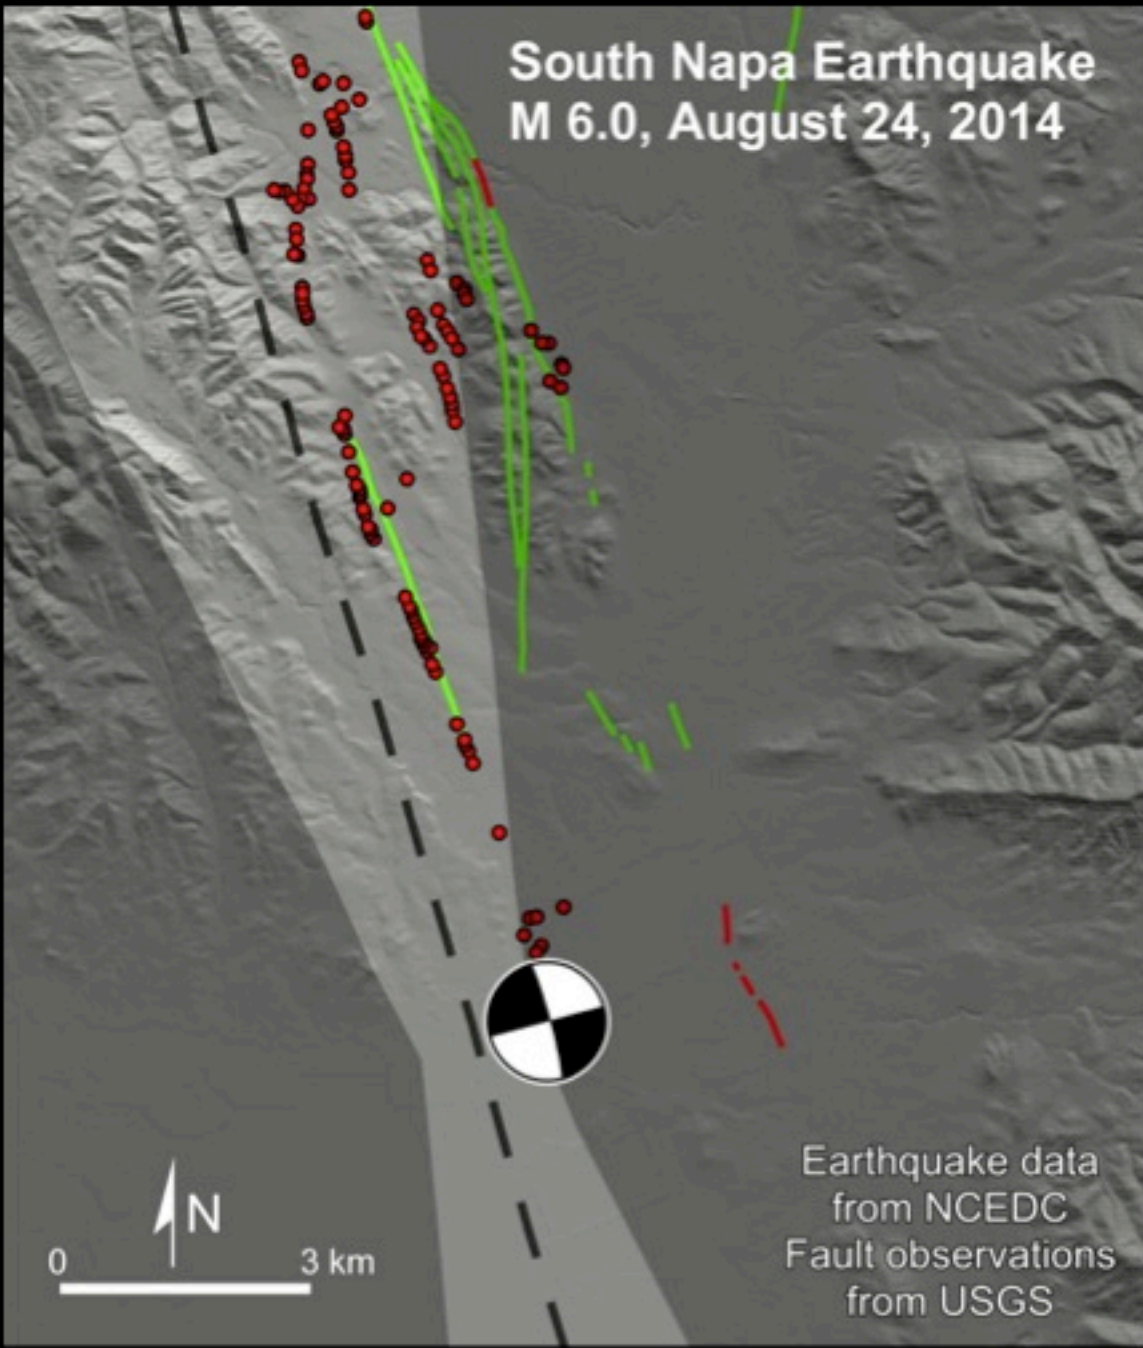 South Napa Earthquake
M 6.0, August 24, 2014
N
0 3 km
Earthquake data
from NCEDC
Fault observations
from USGS